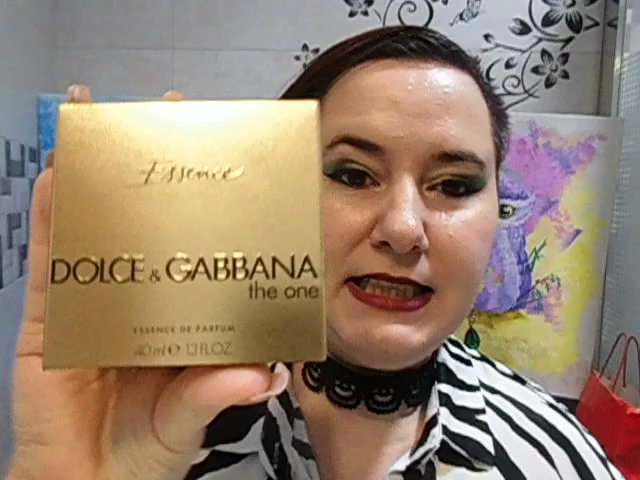 Essence
DOLCE & GABBANA
the one
ESSENCE DE PARFUM
40 ml e 1.3 FL.OZ.